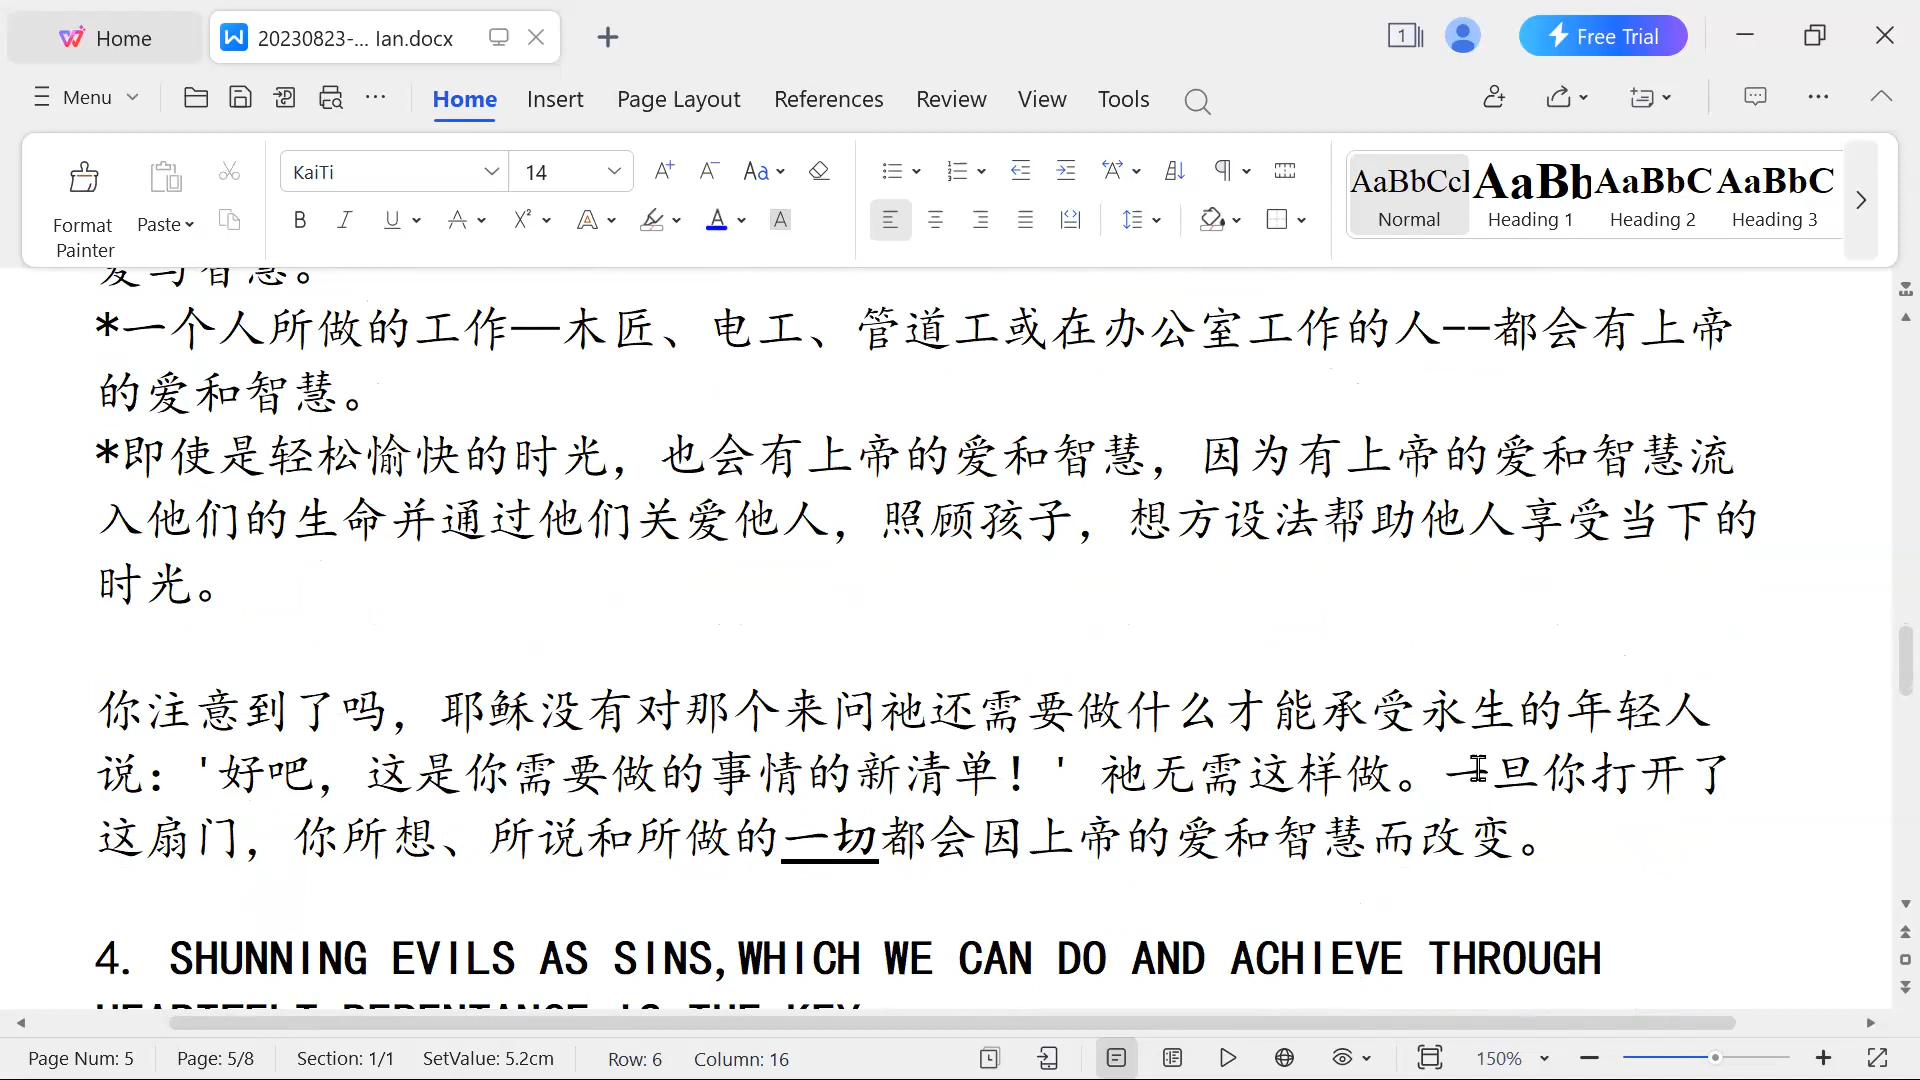 Home
20230823-... Ian.docx
1
Free Trial
Menu
Home Insert Page Layout References Review View Tools
Format Painter
Paste
KaiTi 14
AaBbCcI AaBb AaBbC AaBbC
Normal Heading 1 Heading 2 Heading 3
爱与智慧。
*一个人所做的工作—木匠、电工、管道工或在办公室工作的人--都会有上帝
的爱和智慧。
*即使是轻松愉快的时光，也会有上帝的爱和智慧，因为有上帝的爱和智慧流
入他们的生命并通过他们关爱他人，照顾孩子，想方设法帮助他人享受当下的
时光。
你注意到了吗，耶稣没有对那个来问祂还需要做什么才能承受永生的年轻人
说：'好吧，这是你需要做的事情的新清单！' 祂无需这样做。一旦你打开了
这扇门，你所想、所说和所做的一切都会因上帝的爱和智慧而改变。
4. SHUNNING EVILS AS SINS,WHICH WE CAN DO AND ACHIEVE THROUGH
HEARTFELT REPENTANCE IS THE KEY
Page Num: 5 Page: 5/8 Section: 1/1 SetValue: 5.2cm Row: 6 Column: 16 150%